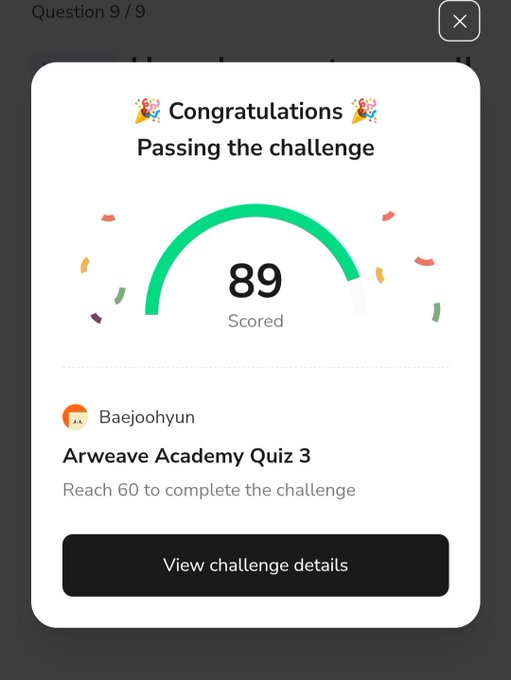 Question 9 / 9
🎉 Congratulations 🎉
Passing the challenge
89
Scored
Baejoohyun
Arweave Academy Quiz 3
Reach 60 to complete the challenge
View challenge details